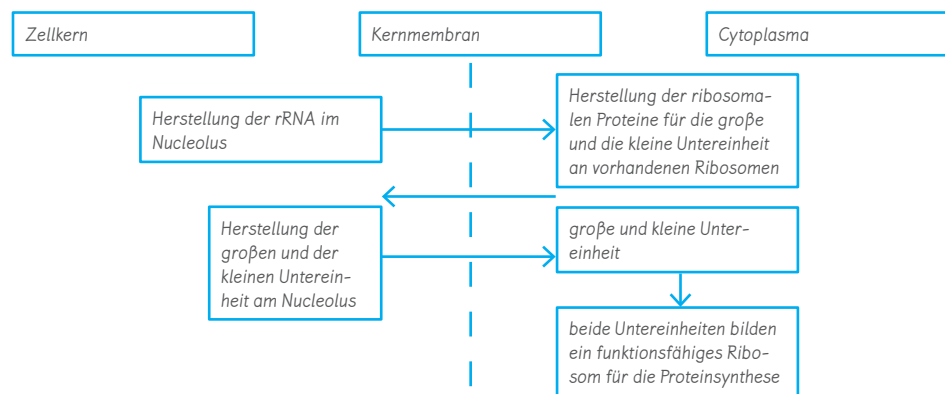 Zellkern
Kernmembran
Cytoplasma
Herstellung der rRNA im
Nucleolus
Herstellung der ribosoma-
len Proteine für die große
und die kleine Untereinheit
an vorhandenen Ribosomen
Herstellung der
großen und der
kleinen Unterein-
heit am Nucleolus
große und kleine Unter-
einheit
beide Untereinheiten bilden
ein funktionsfähiges Ribo-
som für die Proteinsynthese